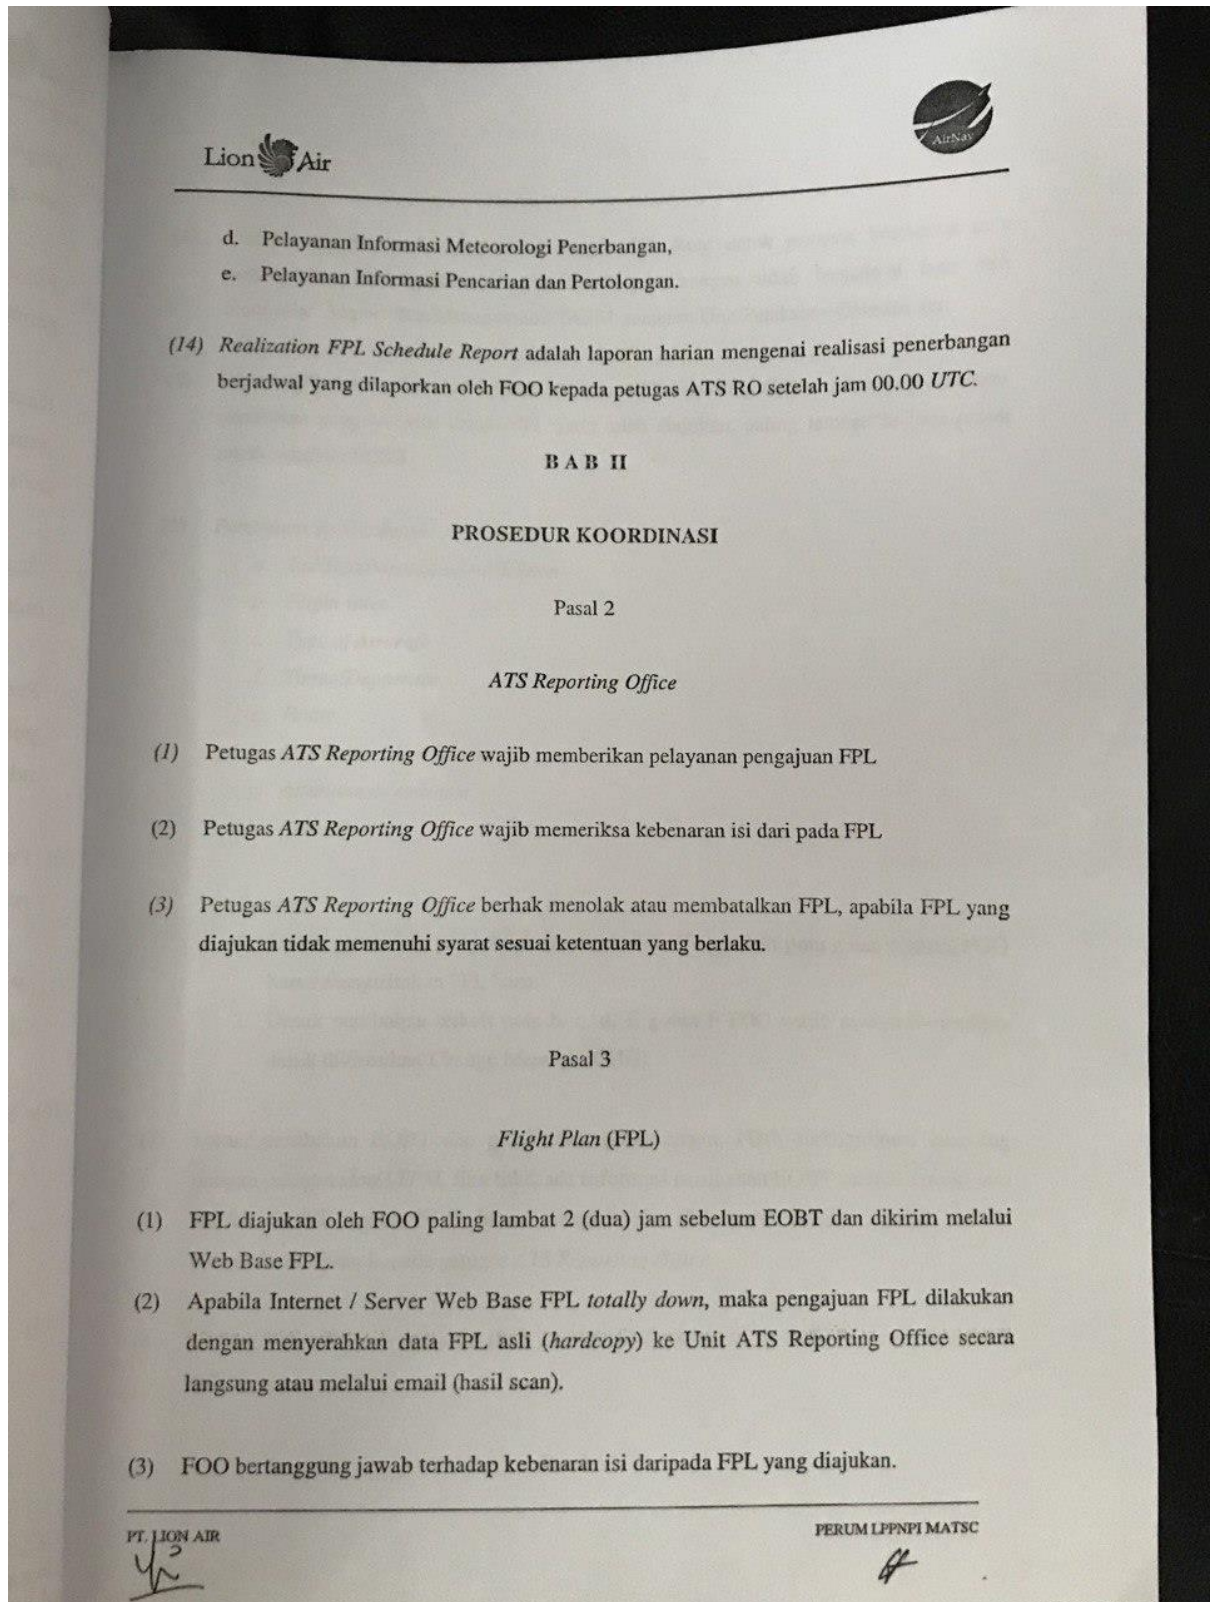 Lion Air
AirNav
d. Pelayanan Informasi Meteorologi Penerbangan,
e. Pelayanan Informasi Pencarian dan Pertolongan.
(14) Realization FPL Schedule Report adalah laporan harian mengenai realisasi penerbangan
berjadwal yang dilaporkan oleh FOO kepada petugas ATS RO setelah jam 00.00 UTC.
B A B II
PROSEDUR KOORDINASI
Pasal 2
ATS Reporting Office
(1) Petugas ATS Reporting Office wajib memberikan pelayanan pengajuan FPL
(2) Petugas ATS Reporting Office wajib memeriksa kebenaran isi dari pada FPL
(3) Petugas ATS Reporting Office berhak menolak atau membatalkan FPL, apabila FPL yang
diajukan tidak memenuhi syarat sesuai ketentuan yang berlaku.
Pasal 3
Flight Plan (FPL)
(1) FPL diajukan oleh FOO paling lambat 2 (dua) jam sebelum EOBT dan dikirim melalui
Web Base FPL.
(2) Apabila Internet / Server Web Base FPL totally down, maka pengajuan FPL dilakukan
dengan menyerahkan data FPL asli (hardcopy) ke Unit ATS Reporting Office secara
langsung atau melalui email (hasil scan).
(3) FOO bertanggung jawab terhadap kebenaran isi daripada FPL yang diajukan.
PT. LION AIR
PERUM LPPNPI MATSC